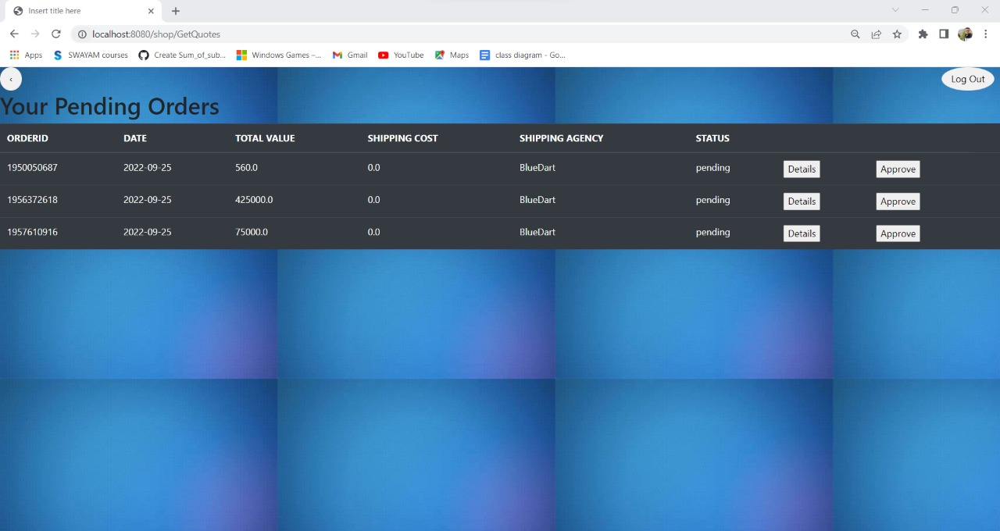 Insert title here
localhost:8080/shop/GetQuotes
Apps SWAYAM courses Create Sum_of_sub... Windows Games –... Gmail YouTube Maps class diagram - Go...
‹ Log Out
Your Pending Orders
ORDERID DATE TOTAL VALUE SHIPPING COST SHIPPING AGENCY STATUS
1950050687 2022-09-25 560.0 0.0 BlueDart pending Details Approve
1956372618 2022-09-25 425000.0 0.0 BlueDart pending Details Approve
1957610916 2022-09-25 75000.0 0.0 BlueDart pending Details Approve